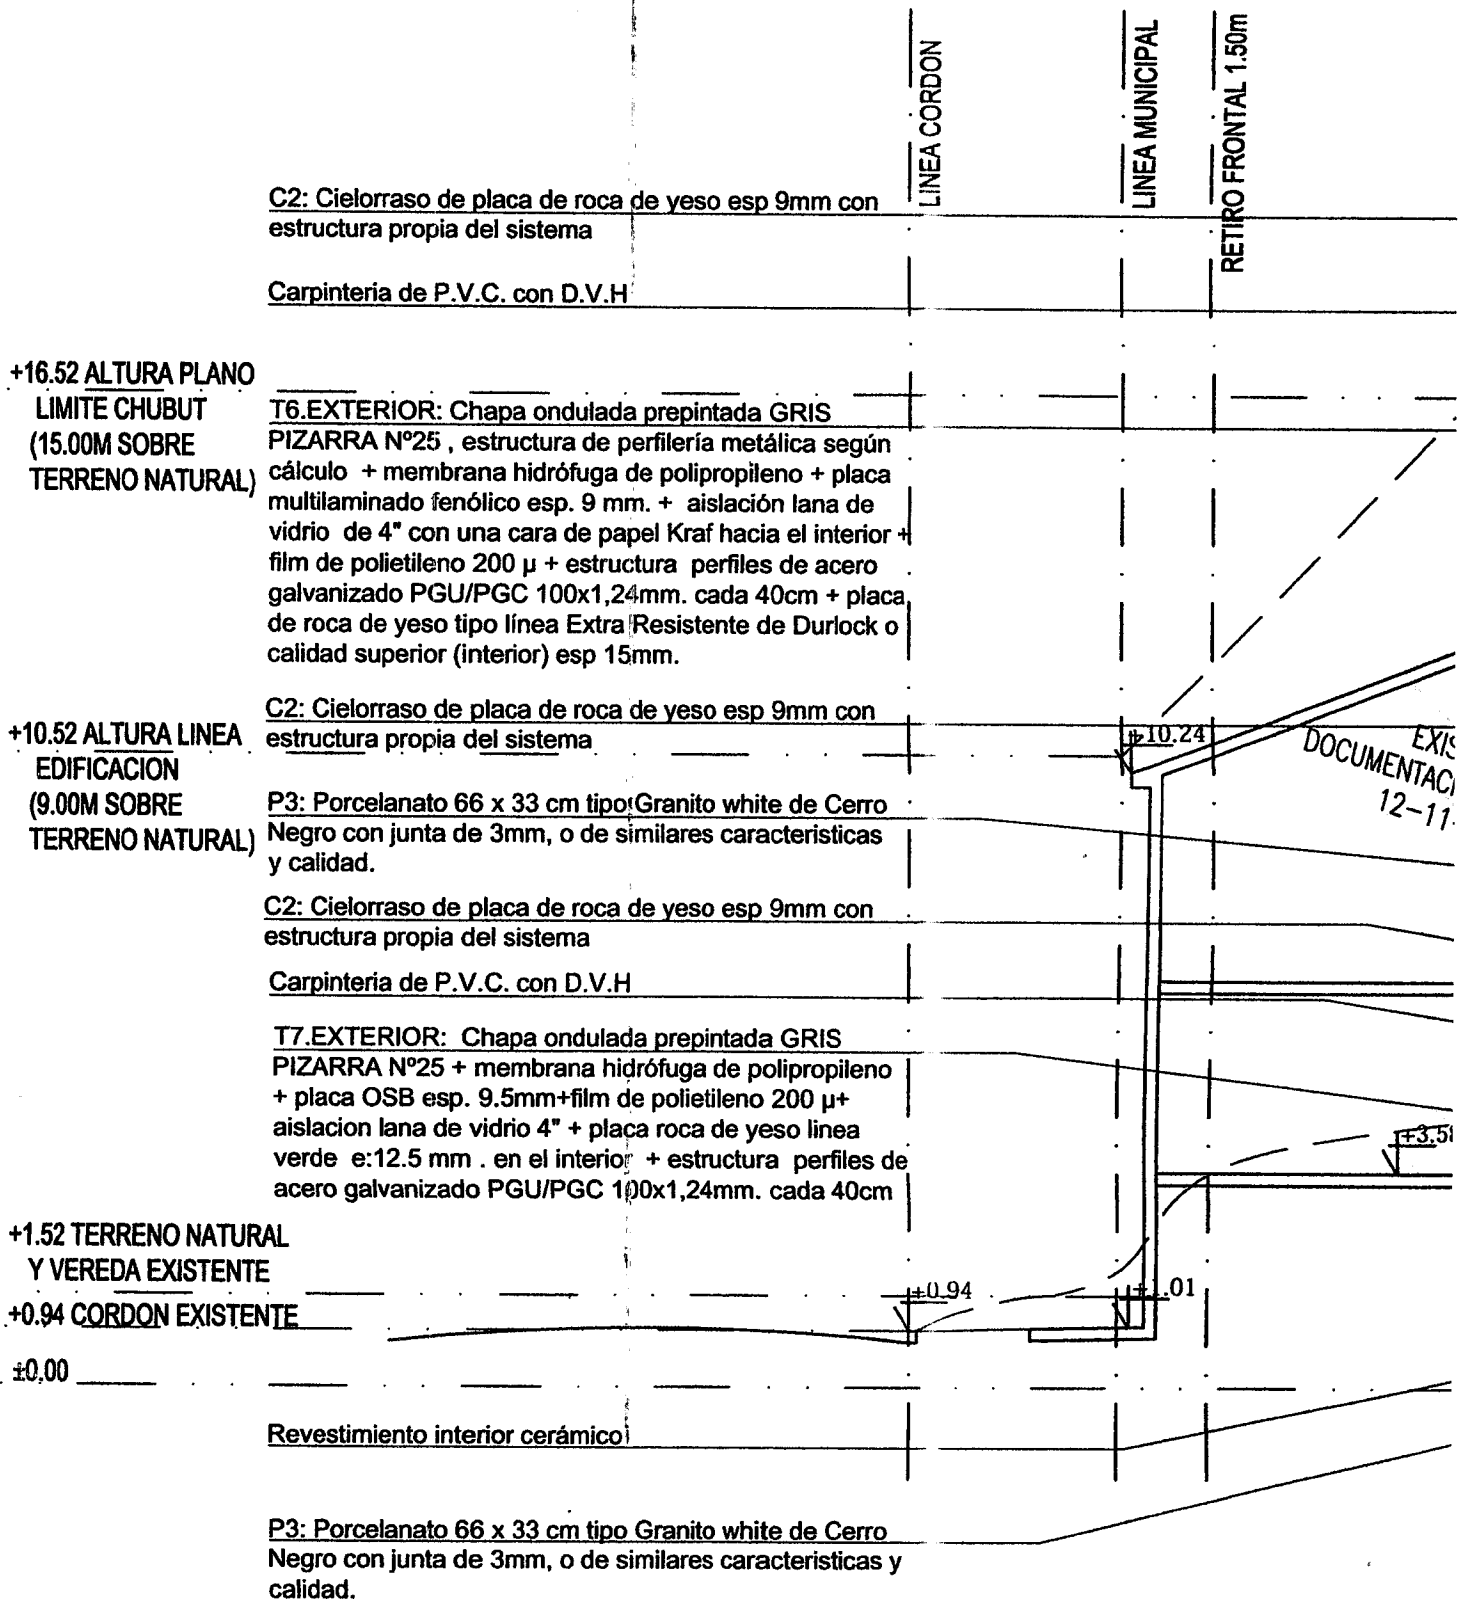 LINEA CORDON
LINEA MUNICIPAL
RETIRO FRONTAL 1.50m
C2: Cielorraso de placa de roca de yeso esp 9mm con
estructura propia del sistema
Carpinteria de P.V.C. con D.V.H
+16.52 ALTURA PLANO
LIMITE CHUBUT
(15.00M SOBRE
TERRENO NATURAL)
T6.EXTERIOR: Chapa ondulada prepintada GRIS
PIZARRA Nº25 , estructura de perfilería metálica según
cálculo + membrana hidrófuga de polipropileno + placa
multilaminado fenólico esp. 9 mm. + aislación lana de
vidrio de 4" con una cara de papel Kraf hacia el interior +
film de polietileno 200 µ + estructura perfiles de acero
galvanizado PGU/PGC 100x1,24mm. cada 40cm + placa
de roca de yeso tipo línea Extra Resistente de Durlock o
calidad superior (interior) esp 15mm.
+10.52 ALTURA LINEA
EDIFICACION
(9.00M SOBRE
TERRENO NATURAL)
C2: Cielorraso de placa de roca de yeso esp 9mm con
estructura propia del sistema
+10.24
EXIS
DOCUMENTACI
12-11-
P3: Porcelanato 66 x 33 cm tipo Granito white de Cerro
Negro con junta de 3mm, o de similares caracteristicas
y calidad.
C2: Cielorraso de placa de roca de yeso esp 9mm con
estructura propia del sistema
Carpinteria de P.V.C. con D.V.H
T7.EXTERIOR: Chapa ondulada prepintada GRIS
PIZARRA Nº25 + membrana hidrófuga de polipropileno
+ placa OSB esp. 9.5mm+film de polietileno 200 µ+
aislacion lana de vidrio 4" + placa roca de yeso linea
verde e:12.5 mm . en el interior + estructura perfiles de
acero galvanizado PGU/PGC 100x1,24mm. cada 40cm
+3.58
+1.52 TERRENO NATURAL
Y VEREDA EXISTENTE
+0.94 CORDON EXISTENTE
+0.94
+1.01
±0.00
Revestimiento interior cerámico
P3: Porcelanato 66 x 33 cm tipo Granito white de Cerro
Negro con junta de 3mm, o de similares caracteristicas y
calidad.